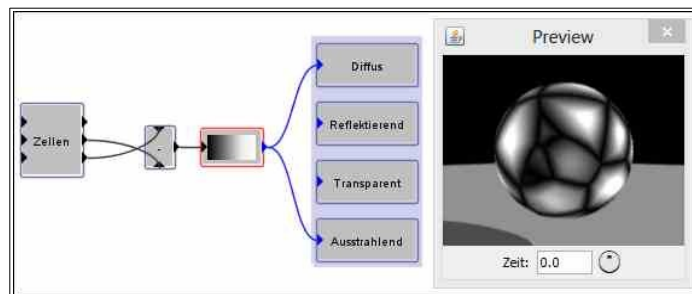 Zellen
-
Diffus
Reflektierend
Transparent
Ausstrahlend
Preview
Zeit: 0.0